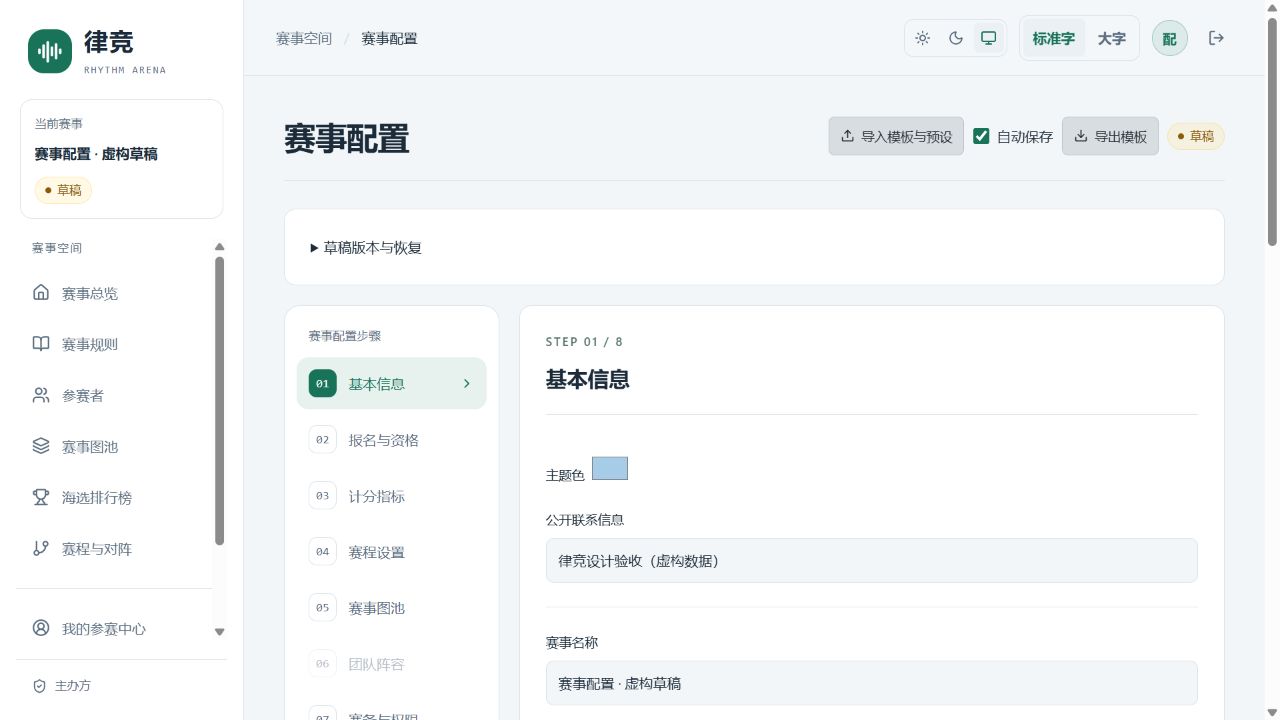 律竞
RHYTHM ARENA
当前赛事
赛事配置 · 虚构草稿
草稿
赛事空间
赛事总览
赛事规则
参赛者
赛事图池
海选排行榜
赛程与对阵
我的参赛中心
主办方
赛事空间 / 赛事配置
标准字 大字 配
赛事配置
导入模板与预设 自动保存 导出模板 草稿
草稿版本与恢复
赛事配置步骤
01 基本信息
02 报名与资格
03 计分指标
04 赛程设置
05 赛事图池
06 团队阵容
07 赛务与权限
STEP 01 / 8
基本信息
主题色
公开联系信息
律竞设计验收（虚构数据）
赛事名称
赛事配置 · 虚构草稿